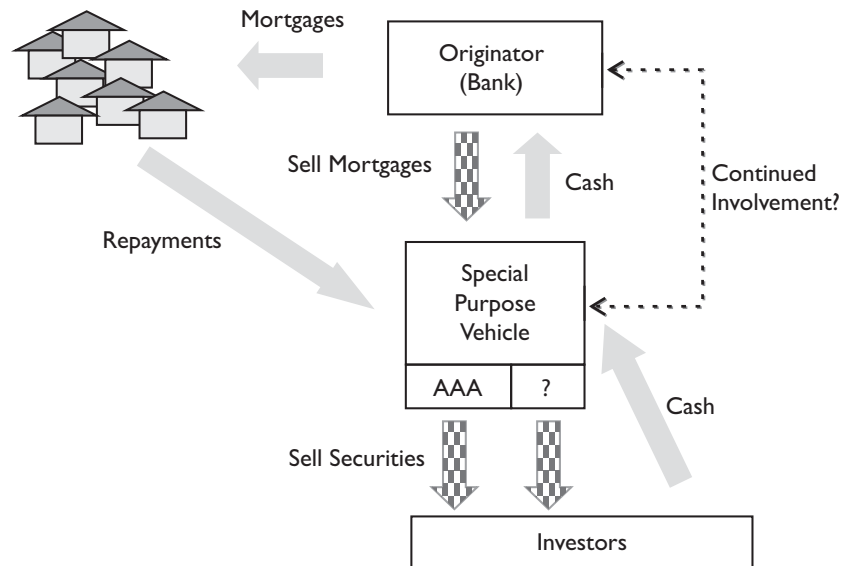 Mortgages
Originator
(Bank)
Sell Mortgages
Cash
Continued
Involvement?
Repayments
Special
Purpose
Vehicle
AAA
?
Cash
Sell Securities
Investors